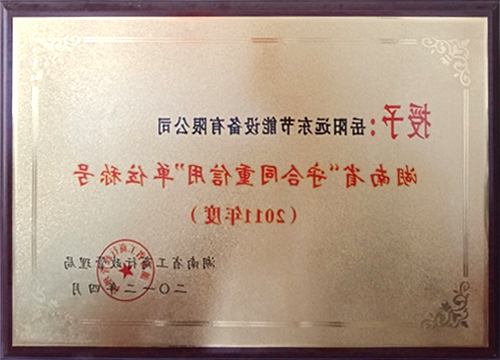 授予：岳阳远东节能设备有限公司
湖南省“守合同重信用”单位称号
（2011年度）
湖南省工商行政管理局
二〇一二年四月